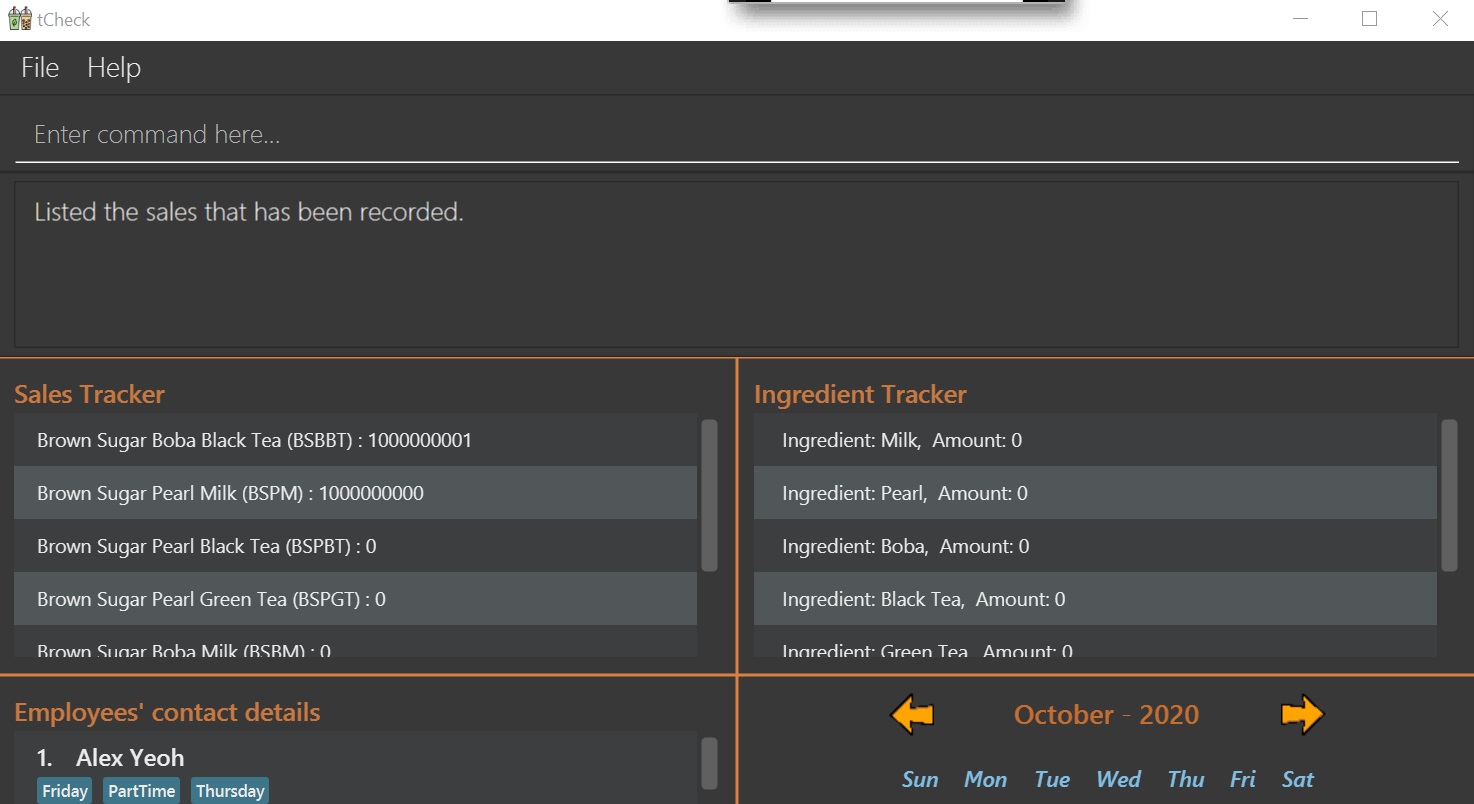 tCheck
File Help
Enter command here...
Listed the sales that has been recorded.
Sales Tracker
Brown Sugar Boba Black Tea (BSBBT) : 1000000001
Brown Sugar Pearl Milk (BSPM) : 1000000000
Brown Sugar Pearl Black Tea (BSPBT) : 0
Brown Sugar Pearl Green Tea (BSPGT) : 0
Brown Sugar Boba Milk (BSBM) : 0
Ingredient Tracker
Ingredient: Milk, Amount: 0
Ingredient: Pearl, Amount: 0
Ingredient: Boba, Amount: 0
Ingredient: Black Tea, Amount: 0
Ingredient: Green Tea, Amount: 0
Employees' contact details
1. Alex Yeoh
Friday PartTime Thursday
October - 2020
Sun Mon Tue Wed Thu Fri Sat